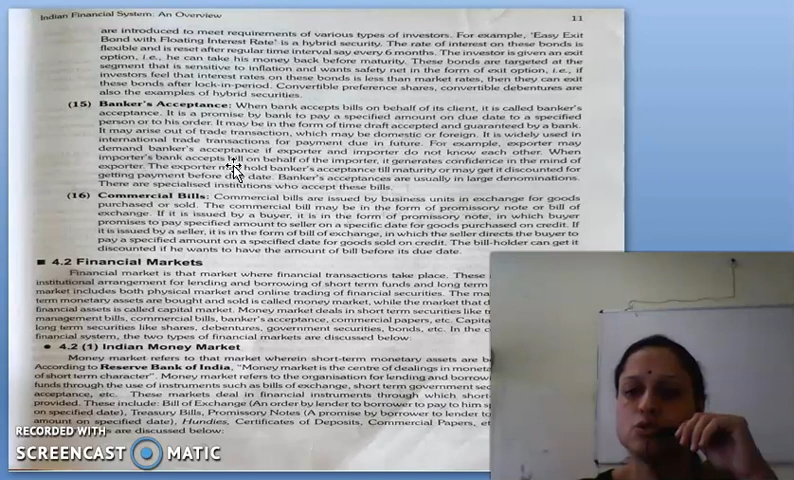 Indian Financial System: An Overview 11
are introduced to meet requirements of various types of investors. For example, 'Easy Exit
Bond with Floating Interest Rate' is a hybrid security. The rate of interest on these bonds is
flexible and is reset after regular time interval say every 6 months. The investor is given an exit
option, i.e., he can take his money back before maturity. These bonds are targeted at the
segment that is sensitive to inflation and wants safety net in the form of exit option, i.e., if
investors feel that interest rates on these bonds is less than market rates, then they can exit
these bonds after lock-in-period. Convertible preference shares, convertible debentures are
also the examples of hybrid securities.
(15) Banker's Acceptance: When bank accepts bills on behalf of its client, it is called banker's
acceptance. It is a promise by bank to pay a specified amount on due date to a specified
person or to his order. It may be in the form of time draft accepted and guaranteed by a bank.
It may arise out of trade transaction, which may be domestic or foreign. It is widely used in
international trade transactions for payment due in future. For example, exporter may
demand banker's acceptance if exporter and importer do not know each other. When
importer's bank accepts bill on behalf of the importer, it generates confidence in the mind of
exporter. The exporter may hold banker's acceptance till maturity or may get it discounted for
getting payment before due date. Banker's acceptances are usually in large denominations.
There are specialised institutions who accept these bills.
(16) Commercial Bills: Commercial bills are issued by business units in exchange for goods
purchased or sold. The commercial bill may be in the form of promissory note or bill of
exchange. If it is issued by a buyer, it is in the form of promissory note, in which buyer
promises to pay specified amount to seller on a specific date for goods purchased on credit. If
it is issued by a seller, it is in the form of bill of exchange, in which the seller directs the buyer to
pay a specified amount on a specified date for goods sold on credit. The bill-holder can get it
discounted if he wants to have the amount of bill before its due date.
■ 4.2 Financial Markets
Financial market is that market where financial transactions take place. These
institutional arrangement for lending and borrowing of short term funds and long term
market includes both physical market and online trading of financial securities. The ma
term monetary assets are bought and sold is called money market, while the market that d
financial assets is called capital market. Money market deals in short term securities like t
management bills, commercial bills, banker's acceptance, commercial papers, etc. Capita
long term securities like shares, debentures, government securities, bonds, etc. In the c
financial system, the two types of financial markets are discussed below:
● 4.2 (1) Indian Money Market
Money market refers to that market wherein short-term monetary assets are b
According to Reserve Bank of India, "Money market is the centre of dealings in moneta
of short term character". Money market refers to the organisation for lending and borrow
funds through the use of instruments such as bills of exchange, short term government sec
acceptance, etc. These markets deal in financial instruments through which short-
provided. These include: Bill of Exchange (An order by lender to borrower to pay to him s
on specified date), Treasury Bills, Promissory Notes (A promise by borrower to lender to
amount on specified date), Hundies, Certificates of Deposits, Commercial Papers, et
are discussed below:
RECORDED WITH
SCREENCAST MATIC